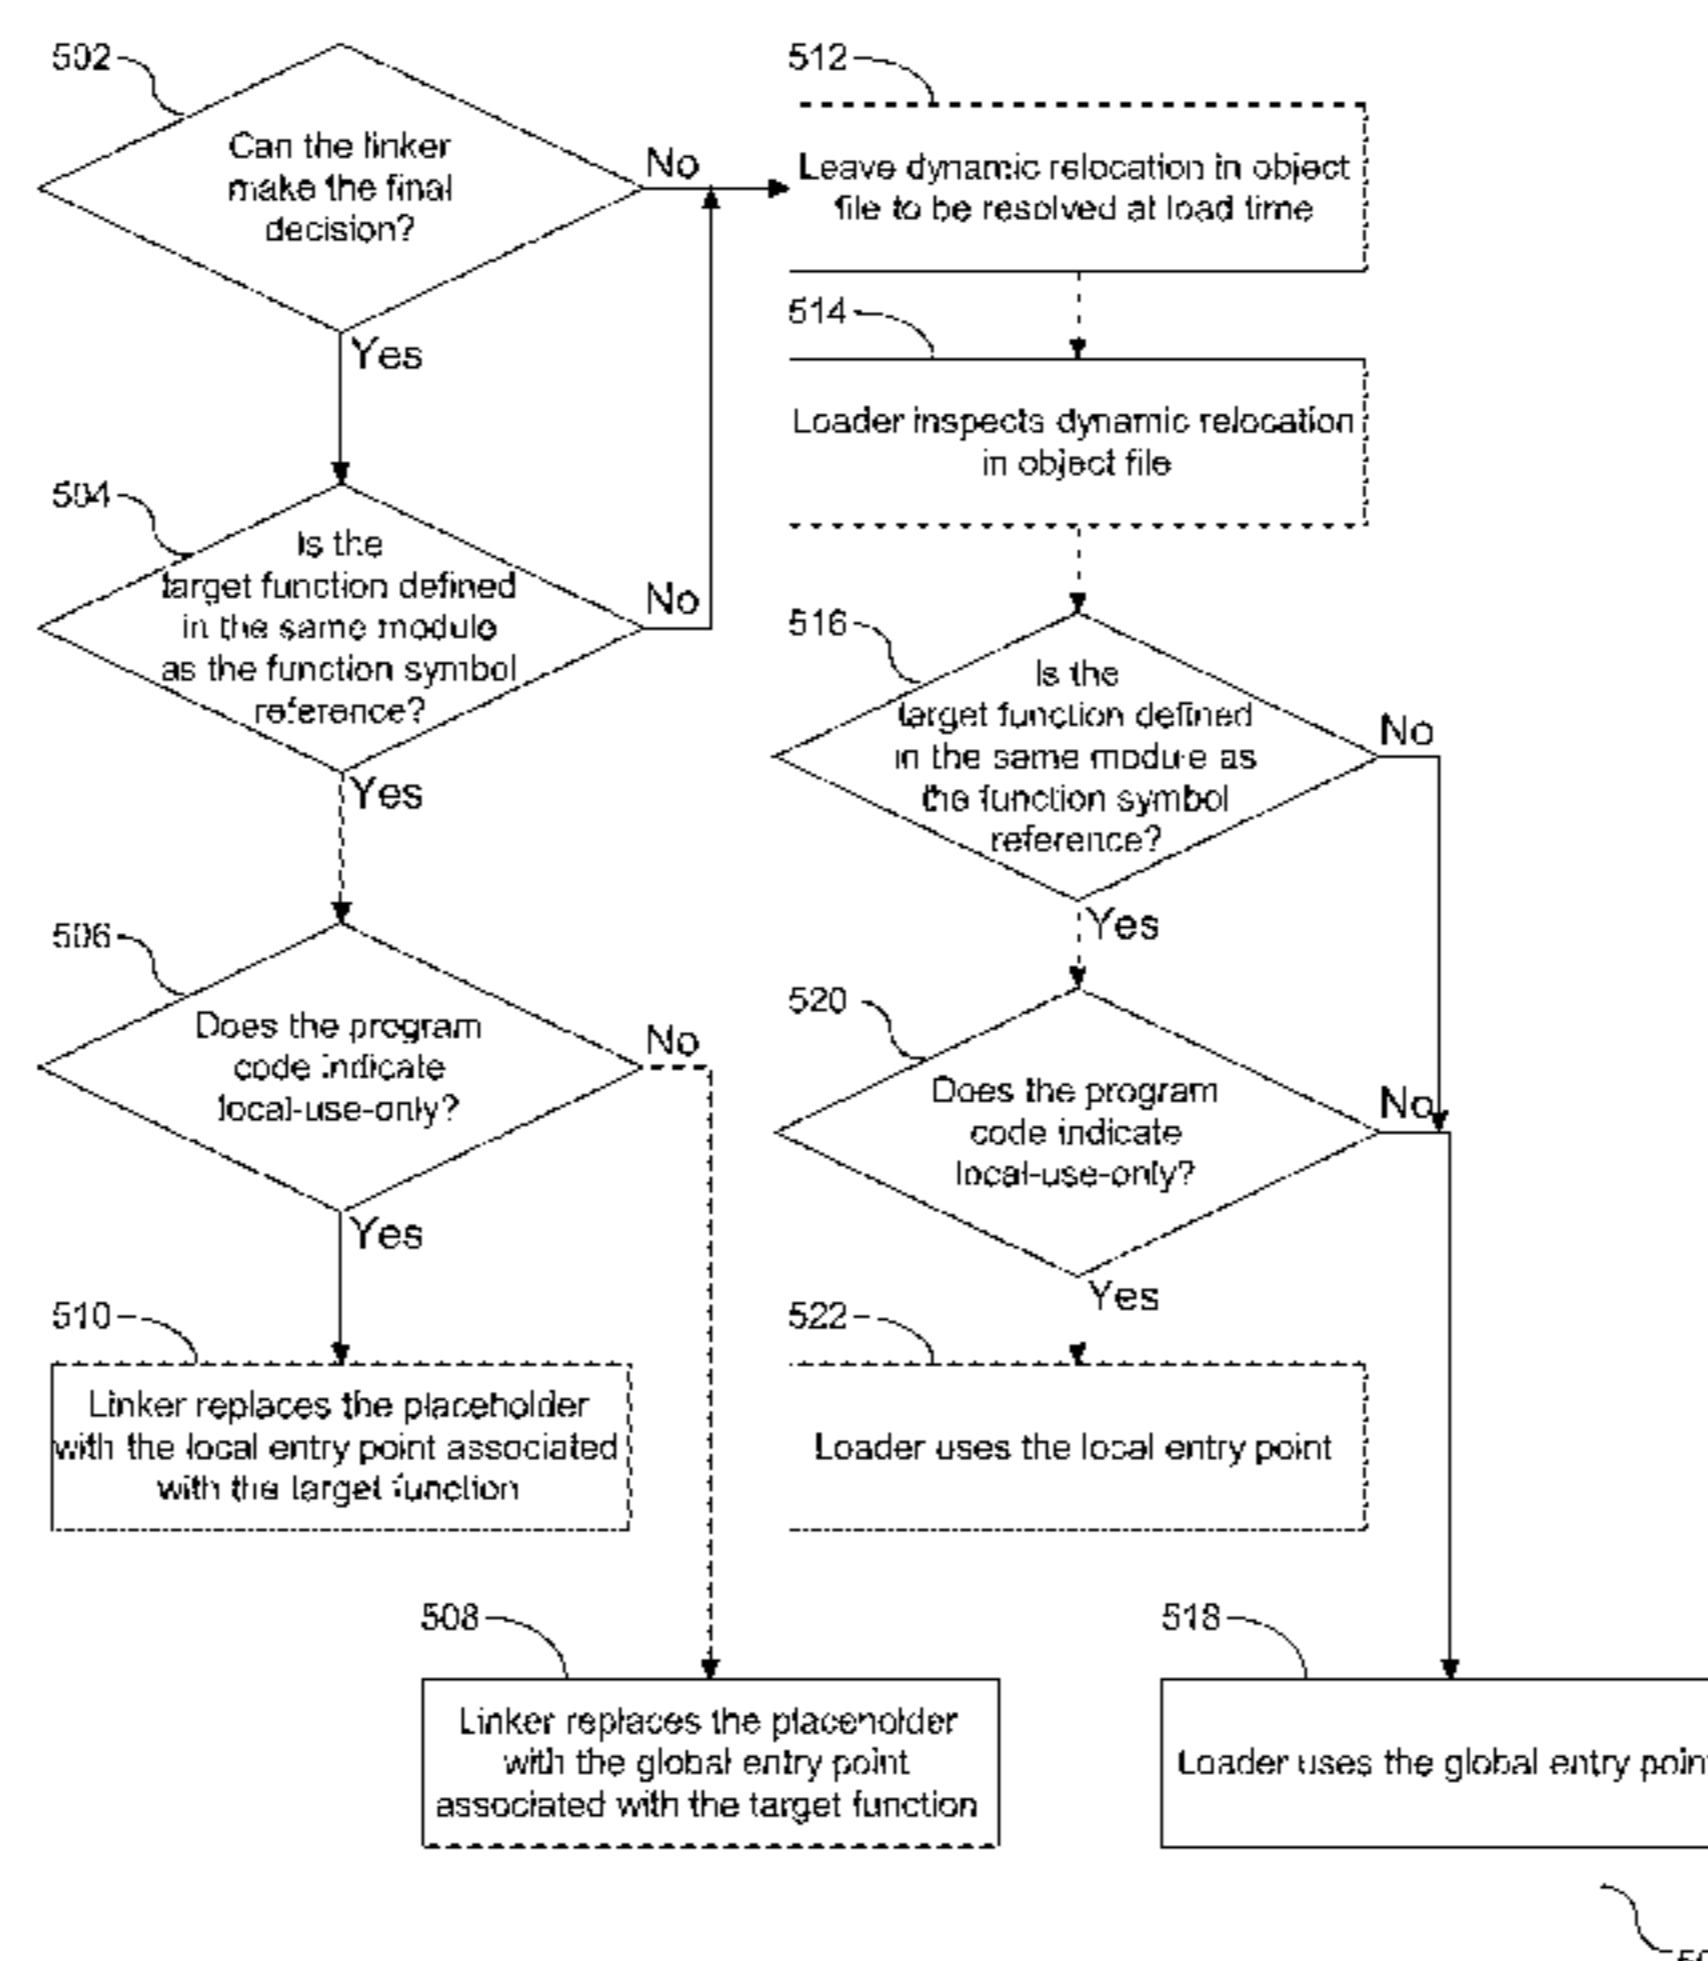 502
Can the linker
make the final
decision?
No
Yes
504
Is the
target function defined
in the same module
as the function symbol
reference?
No
Yes
506
Does the program
code indicate
local-use-only?
No
Yes
510
Linker replaces the placeholder
with the local entry point associated
with the target function
508
Linker replaces the placeholder
with the global entry point
associated with the target function
512
Leave dynamic relocation in object
file to be resolved at load time
514
Loader inspects dynamic relocation
in object file
516
Is the
target function defined
in the same module as
the function symbol
reference?
No
Yes
520
Does the program
code indicate
local-use-only?
No
Yes
522
Loader uses the local entry point
518
Loader uses the global entry point